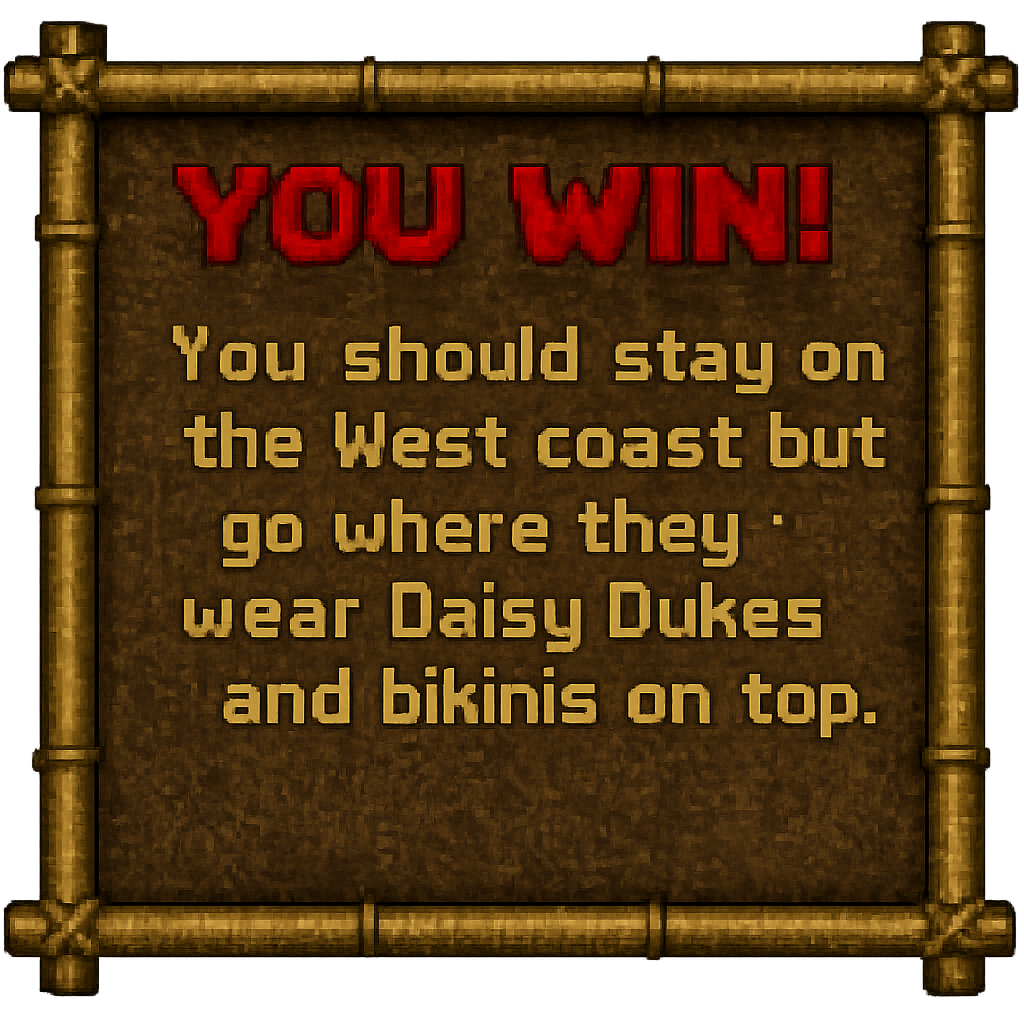 YOU WIN!
You should stay on
the West coast but
go where they
wear Daisy Dukes
and bikinis on top.